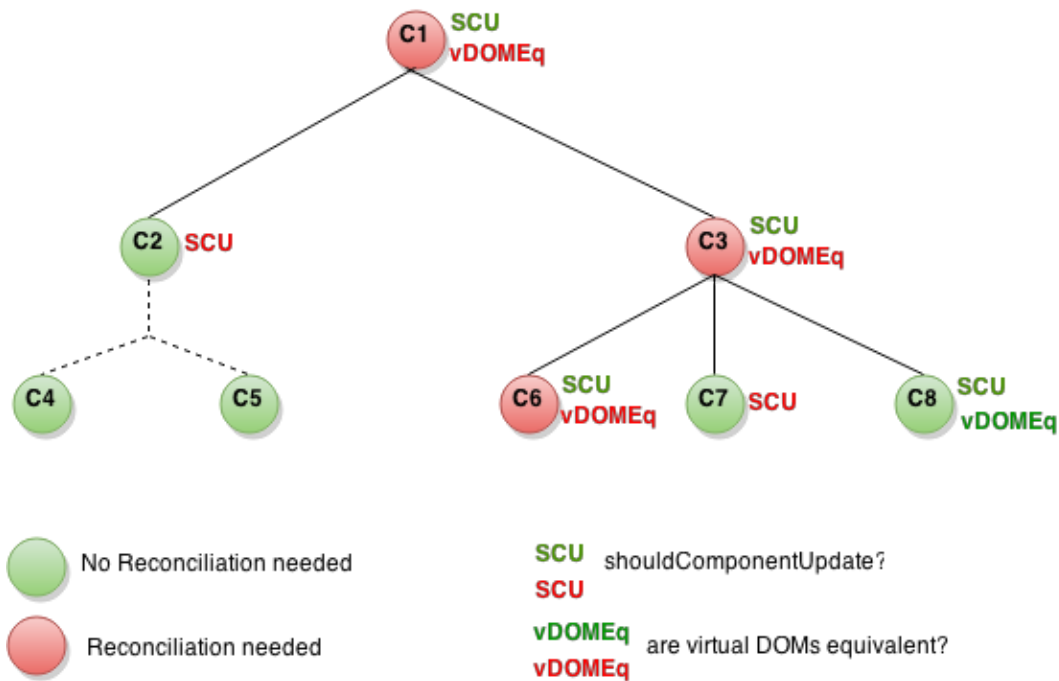 C1 SCU
vDOMEq
C2 SCU
C3 SCU
vDOMEq
C4
C5
C6 SCU
vDOMEq
C7 SCU
C8 SCU
vDOMEq
No Reconciliation needed
SCU shouldComponentUpdate?
SCU
Reconciliation needed
vDOMEq are virtual DOMs equivalent?
vDOMEq